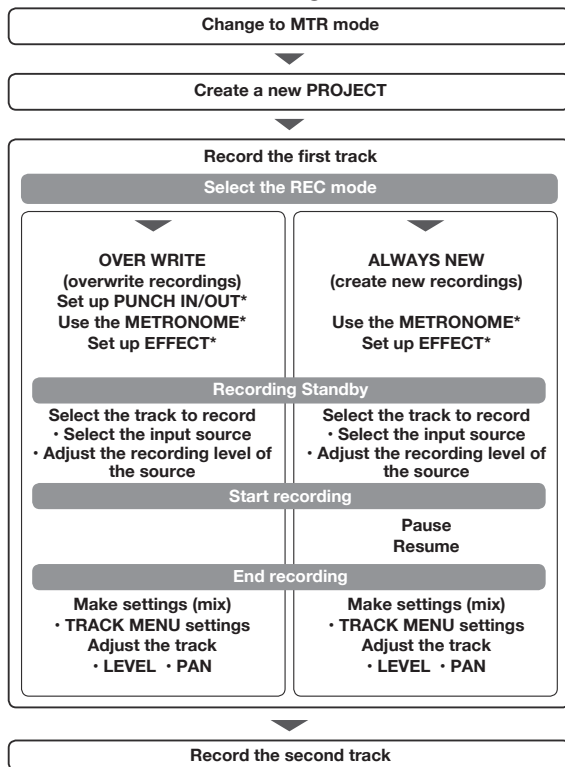 Change to MTR mode
Create a new PROJECT
Record the first track
Select the REC mode
OVER WRITE
(overwrite recordings)
Set up PUNCH IN/OUT*
Use the METRONOME*
Set up EFFECT*
ALWAYS NEW
(create new recordings)
Use the METRONOME*
Set up EFFECT*
Recording Standby
Select the track to record
・Select the input source
・Adjust the recording level of
the source
Select the track to record
・Select the input source
・Adjust the recording level of
the source
Start recording
Pause
Resume
End recording
Make settings (mix)
・TRACK MENU settings
Adjust the track
・LEVEL ・PAN
Make settings (mix)
・TRACK MENU settings
Adjust the track
・LEVEL ・PAN
Record the second track